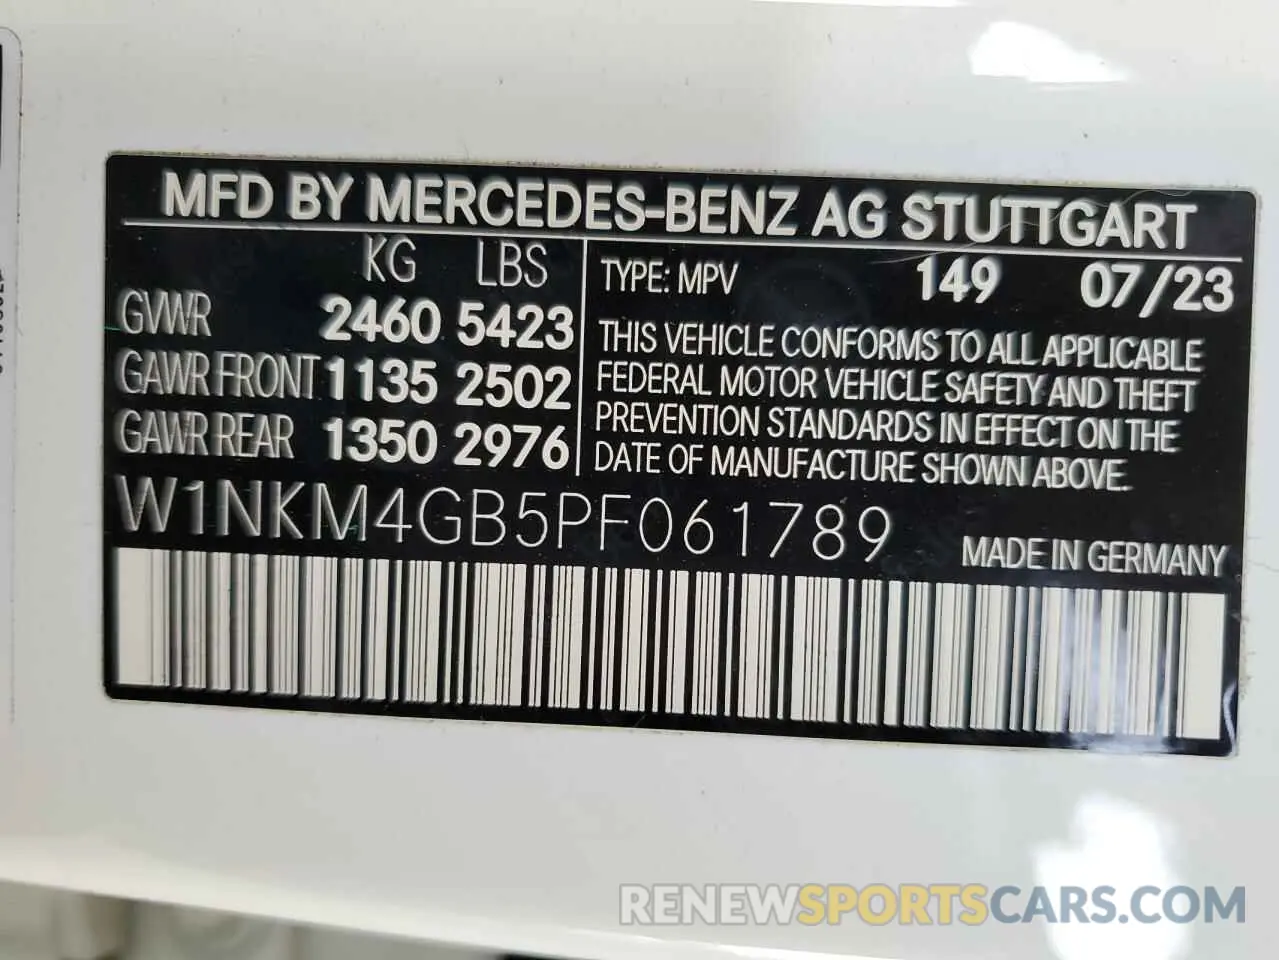 MFD BY MERCEDES-BENZ AG STUTTGART
KG LBS
GVWR 2460 5423
GAWR FRONT 1135 2502
GAWR REAR 1350 2976
TYPE: MPV 149 07/23
THIS VEHICLE CONFORMS TO ALL APPLICABLE
FEDERAL MOTOR VEHICLE SAFETY AND THEFT
PREVENTION STANDARDS IN EFFECT ON THE
DATE OF MANUFACTURE SHOWN ABOVE.
W1NKM4GB5PF061789
MADE IN GERMANY
RENEWSPORTSCARS.COM 07/23